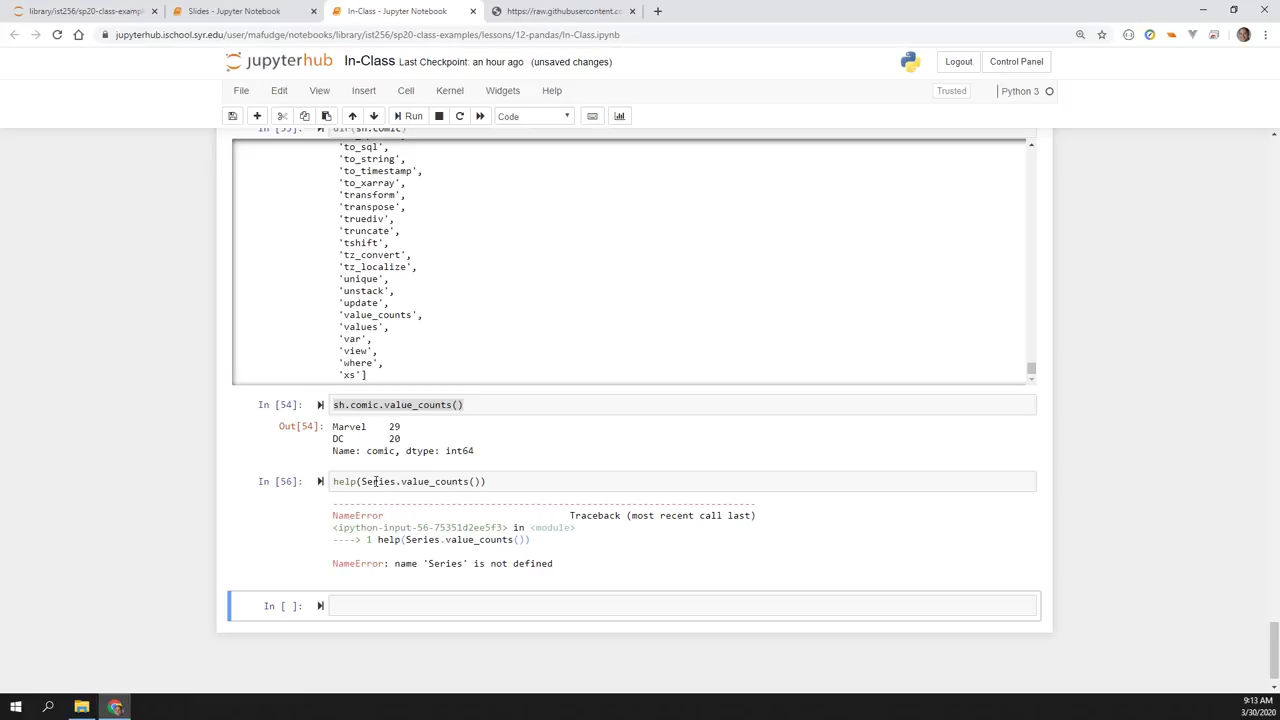 library/ist256/sp20-class-exampl
Slides - Jupyter Notebook
In-Class - Jupyter Notebook
https://raw.githubusercontent.cc
jupyterhub.ischool.syr.edu/user/mafudge/notebooks/library/ist256/sp20-class-examples/lessons/12-pandas/In-Class.ipynb
jupyterhub In-Class Last Checkpoint: an hour ago (unsaved changes)
Logout
Control Panel
File Edit View Insert Cell Kernel Widgets Help
Trusted
Python 3
Run
Code
In [55]: dir(sh.comic)
'to_sql',
'to_string',
'to_timestamp',
'to_xarray',
'transform',
'transpose',
'truediv',
'truncate',
'tshift',
'tz_convert',
'tz_localize',
'unique',
'unstack',
'update',
'value_counts',
'values',
'var',
'view',
'where',
'xs']
In [54]: sh.comic.value_counts()
Out[54]: Marvel 29
DC 20
Name: comic, dtype: int64
In [56]: help(Series.value_counts())
---------------------------------------------------------------------------
NameError Traceback (most recent call last)
<ipython-input-56-75351d2ee5f3> in <module>
----> 1 help(Series.value_counts())
NameError: name 'Series' is not defined
In [ ]:
9:13 AM
3/30/2020